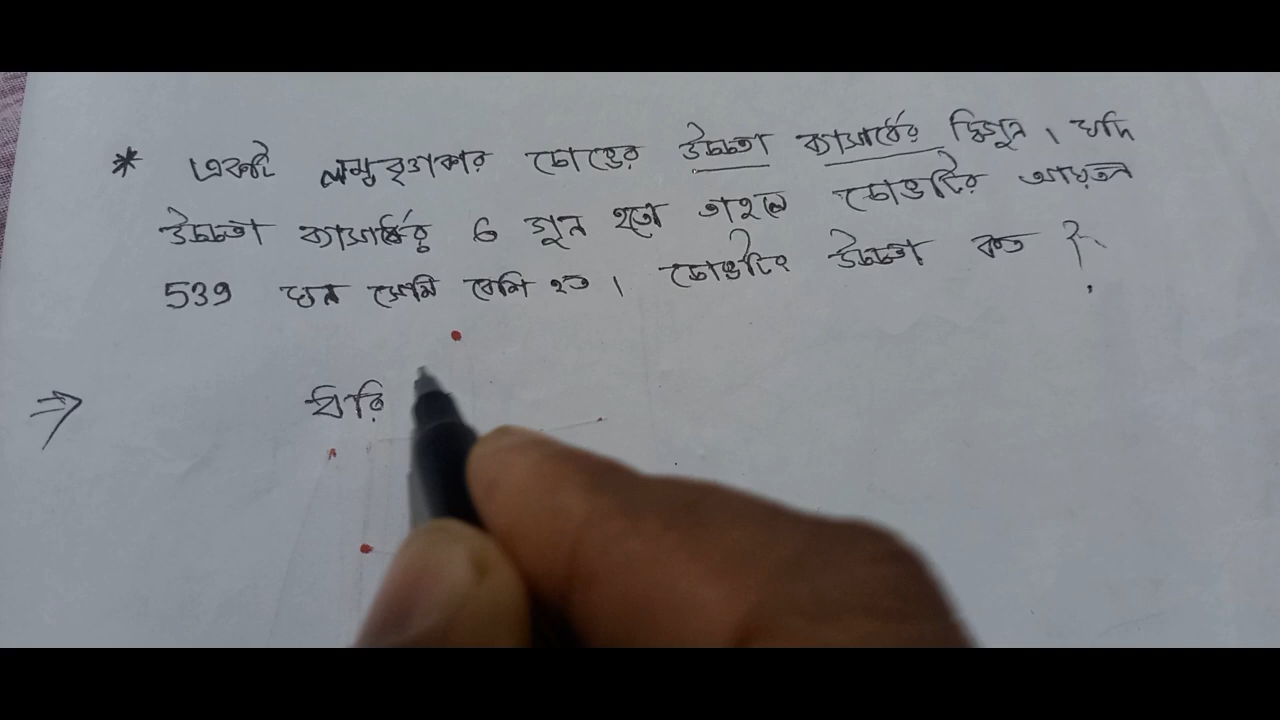 * একটি লম্ববৃত্তাকার চোঙের উচ্চতা ব্যাসার্ধের দ্বিগুন । যদি
উচ্চতা ব্যাসার্ধের 6 গুন হতো তাহলে চোঙটির আয়তন
539 ঘন ডেমি বেশি হত । চোঙটির উচ্চতা কত ?
⇒ ধরি